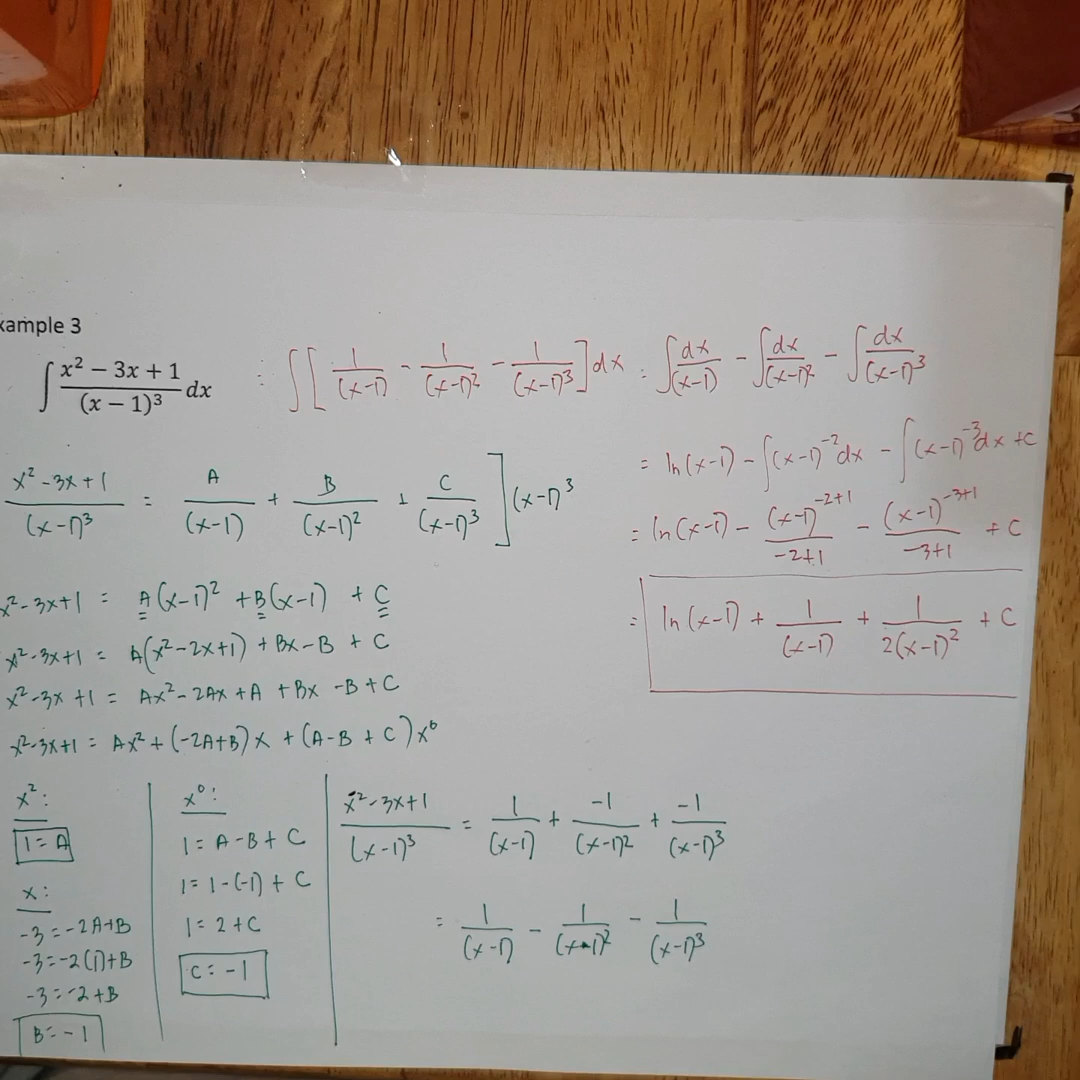 xample 3
∫ (x² − 3x + 1)/(x − 1)³ dx : ∫[1/(x-1) - 1/(x-1)² - 1/(x-1)³]dx : ∫dx/(x-1) - ∫dx/(x-1)² - ∫dx/(x-1)³
= ln(x-1) - ∫(x-1)⁻²dx - ∫(x-1)⁻³dx + C
= ln(x-1) - (x-1)⁻²⁺¹/(-2+1) - (x-1)⁻³⁺¹/(-3+1) + C
= ln(x-1) + 1/(x-1) + 1/(2(x-1)²) + C
(x²-3x+1)/(x-1)³ = A/(x-1) + B/(x-1)² + C/(x-1)³ ](x-1)³
x²-3x+1 = A(x-1)² + B(x-1) + C
x²-3x+1 = A(x²-2x+1) + Bx - B + C
x²-3x+1 = Ax² - 2Ax + A + Bx - B + C
x²-3x+1 = Ax² + (-2A+B)x + (A-B+C)x⁰
x²:
1 = A
x:
-3 = -2A+B
-3 = -2(1)+B
-3 = -2+B
B = -1
x⁰:
1 = A-B+C
1 = 1-(-1)+C
1 = 2+C
C = -1
(x²-3x+1)/(x-1)³ = 1/(x-1) + -1/(x-1)² + -1/(x-1)³
= 1/(x-1) - 1/(x-1)² - 1/(x-1)³